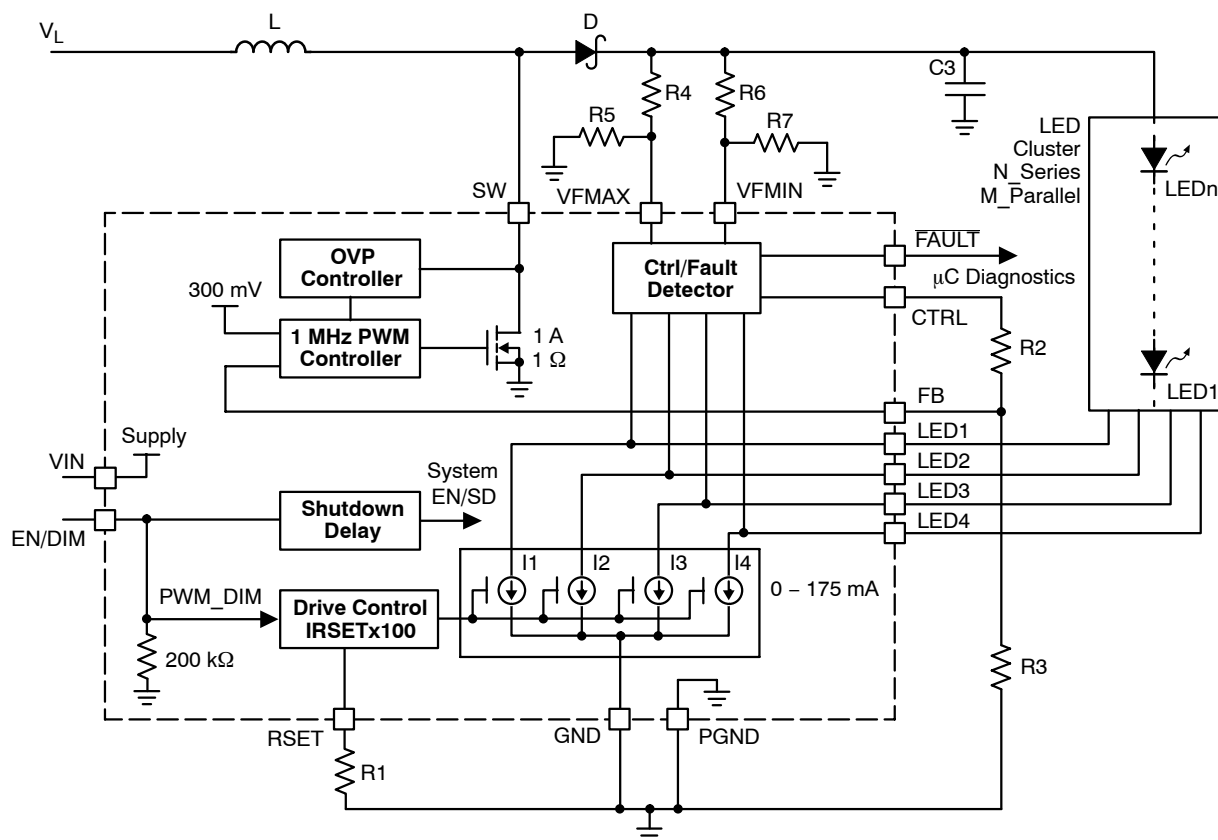 V_L
L
D
R4
R6
C3
R5
R7
LED
Cluster
N_Series
M_Parallel
LEDn
SW
VFMAX
VFMIN
OVP
Controller
Ctrl/Fault
Detector
FAULT
μC Diagnostics
CTRL
300 mV
1 MHz PWM
Controller
1 A
1 Ω
R2
LED1
FB
LED1
LED2
LED3
LED4
Supply
VIN
EN/DIM
System
EN/SD
Shutdown
Delay
I1
I2
I3
I4
0 – 175 mA
PWM_DIM
Drive Control
IRSETx100
200 kΩ
R3
RSET
GND
PGND
R1